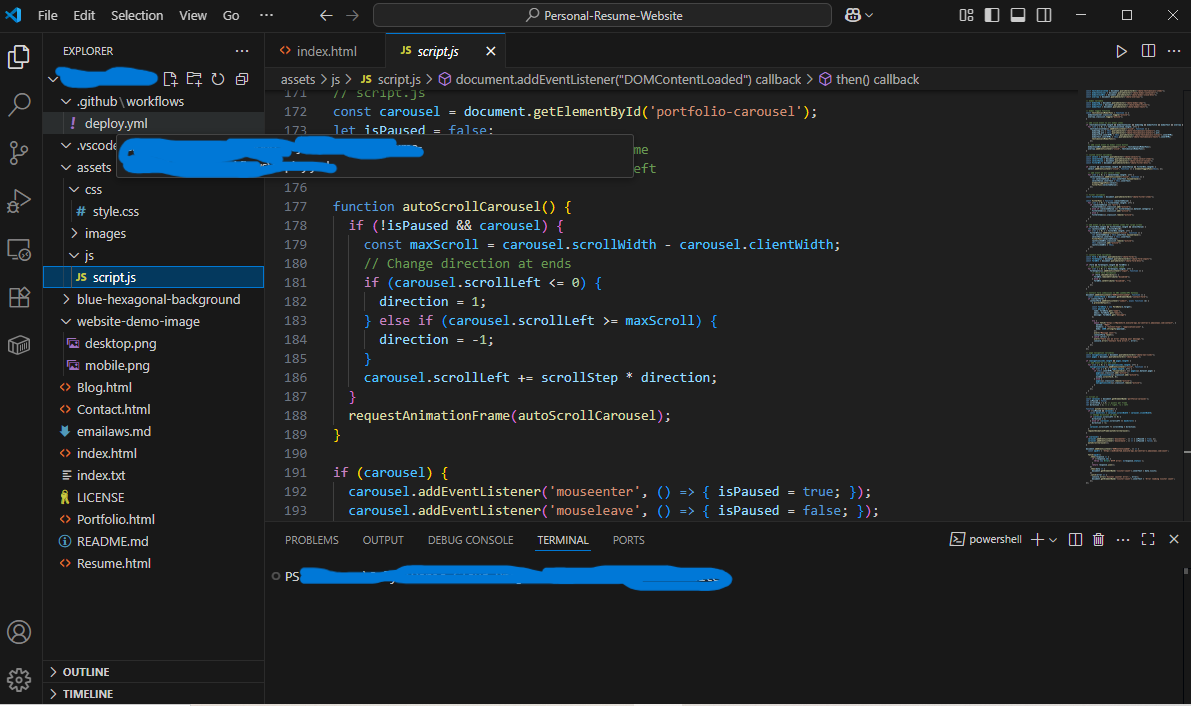 File Edit Selection View Go ··· Personal-Resume-Website
EXPLORER ···
.github\workflows
! deploy.yml
.vscode
assets
css
# style.css
images
js
JS script.js
blue-hexagonal-background
website-demo-image
desktop.png
mobile.png
<> Blog.html
<> Contact.html
emailaws.md
<> index.html
index.txt
LICENSE
<> Portfolio.html
README.md
<> Resume.html
OUTLINE
TIMELINE
<> index.html JS script.js
assets > js > JS script.js > document.addEventListener("DOMContentLoaded") callback > then() callback
171 // script.js
172 const carousel = document.getElementById('portfolio-carousel');
173 let isPaused = false;
me
eft
176
177 function autoScrollCarousel() {
178 if (!isPaused && carousel) {
179 const maxScroll = carousel.scrollWidth - carousel.clientWidth;
180 // Change direction at ends
181 if (carousel.scrollLeft <= 0) {
182 direction = 1;
183 } else if (carousel.scrollLeft >= maxScroll) {
184 direction = -1;
185 }
186 carousel.scrollLeft += scrollStep * direction;
187 }
188 requestAnimationFrame(autoScrollCarousel);
189 }
190
191 if (carousel) {
192 carousel.addEventListener('mouseenter', () => { isPaused = true; });
193 carousel.addEventListener('mouseleave', () => { isPaused = false; });
PROBLEMS OUTPUT DEBUG CONSOLE TERMINAL PORTS powershell
PS